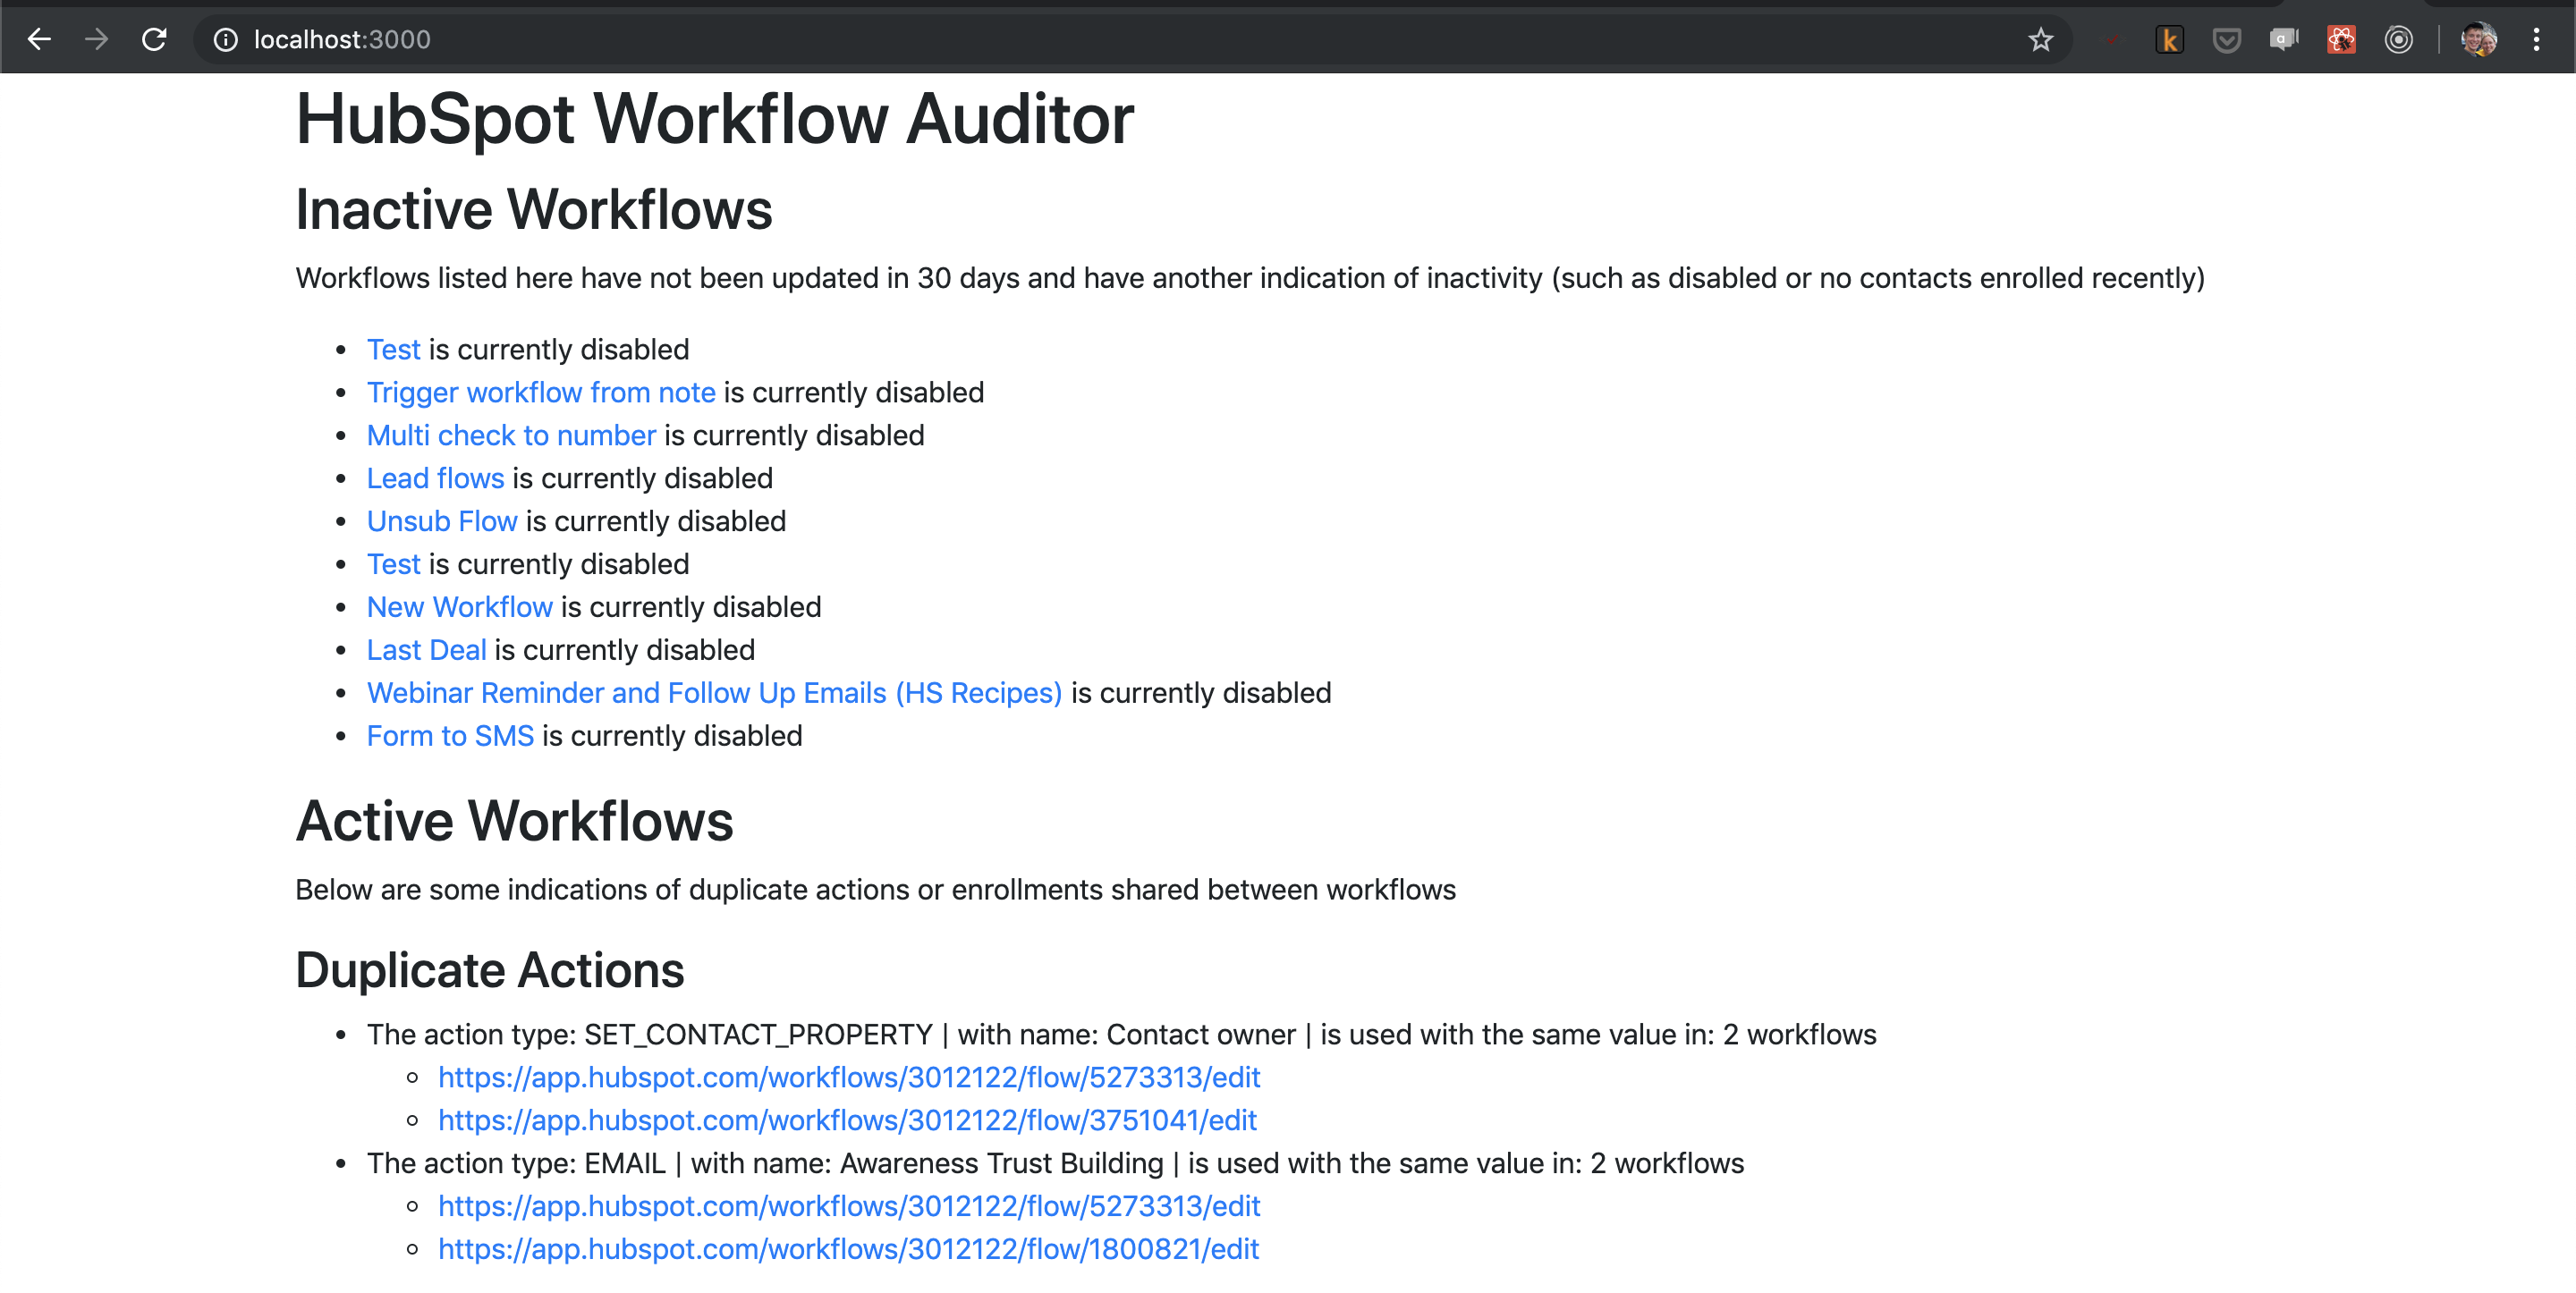 localhost:3000
k
a
HubSpot Workflow Auditor
Inactive Workflows
Workflows listed here have not been updated in 30 days and have another indication of inactivity (such as disabled or no contacts enrolled recently)
Test is currently disabled
Trigger workflow from note is currently disabled
Multi check to number is currently disabled
Lead flows is currently disabled
Unsub Flow is currently disabled
Test is currently disabled
New Workflow is currently disabled
Last Deal is currently disabled
Webinar Reminder and Follow Up Emails (HS Recipes) is currently disabled
Form to SMS is currently disabled
Active Workflows
Below are some indications of duplicate actions or enrollments shared between workflows
Duplicate Actions
The action type: SET_CONTACT_PROPERTY | with name: Contact owner | is used with the same value in: 2 workflows
https://app.hubspot.com/workflows/3012122/flow/5273313/edit
https://app.hubspot.com/workflows/3012122/flow/3751041/edit
The action type: EMAIL | with name: Awareness Trust Building | is used with the same value in: 2 workflows
https://app.hubspot.com/workflows/3012122/flow/5273313/edit
https://app.hubspot.com/workflows/3012122/flow/1800821/edit